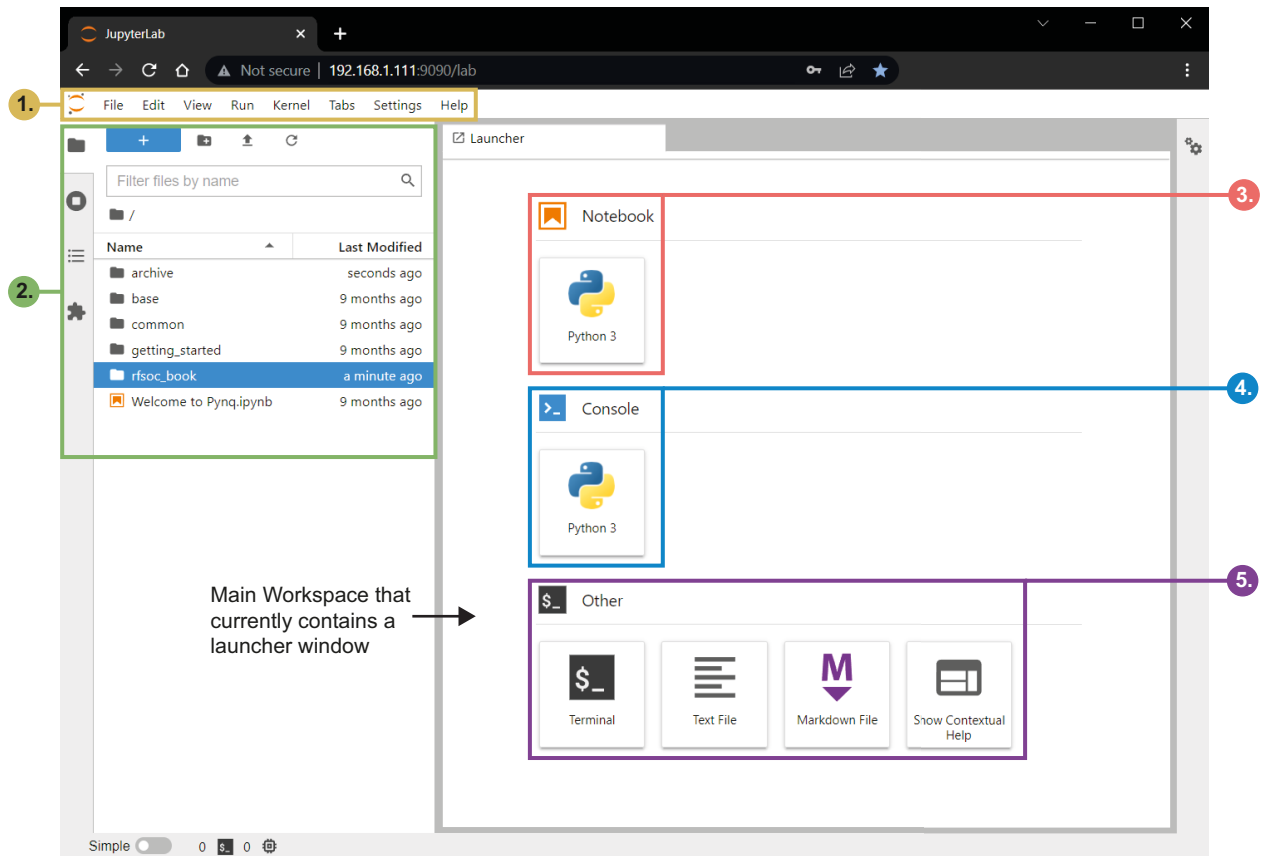 JupyterLab
Not secure | 192.168.1.111:9090/lab
1.
File Edit View Run Kernel Tabs Settings Help
+
Launcher
Filter files by name
/
Name Last Modified
archive seconds ago
base 9 months ago
common 9 months ago
getting_started 9 months ago
rfsoc_book a minute ago
Welcome to Pynq.ipynb 9 months ago
2.
Notebook
3.
Python 3
Console
4.
Python 3
Main Workspace that
currently contains a
launcher window
$_ Other
5.
$_
Terminal
Text File
M
Markdown File
Show Contextual
Help
Simple 0 $_ 0